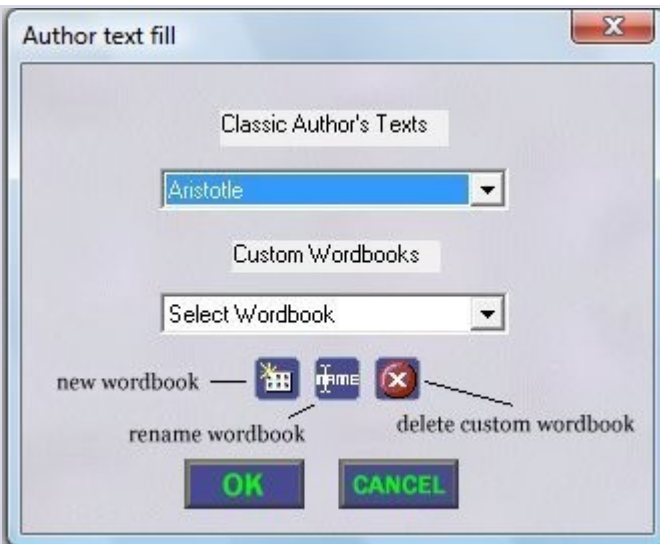 Author text fill
Classic Author's Texts
Aristotle
Custom Wordbooks
Select Wordbook
new wordbook
NAME
rename wordbook
delete custom wordbook
OK
CANCEL